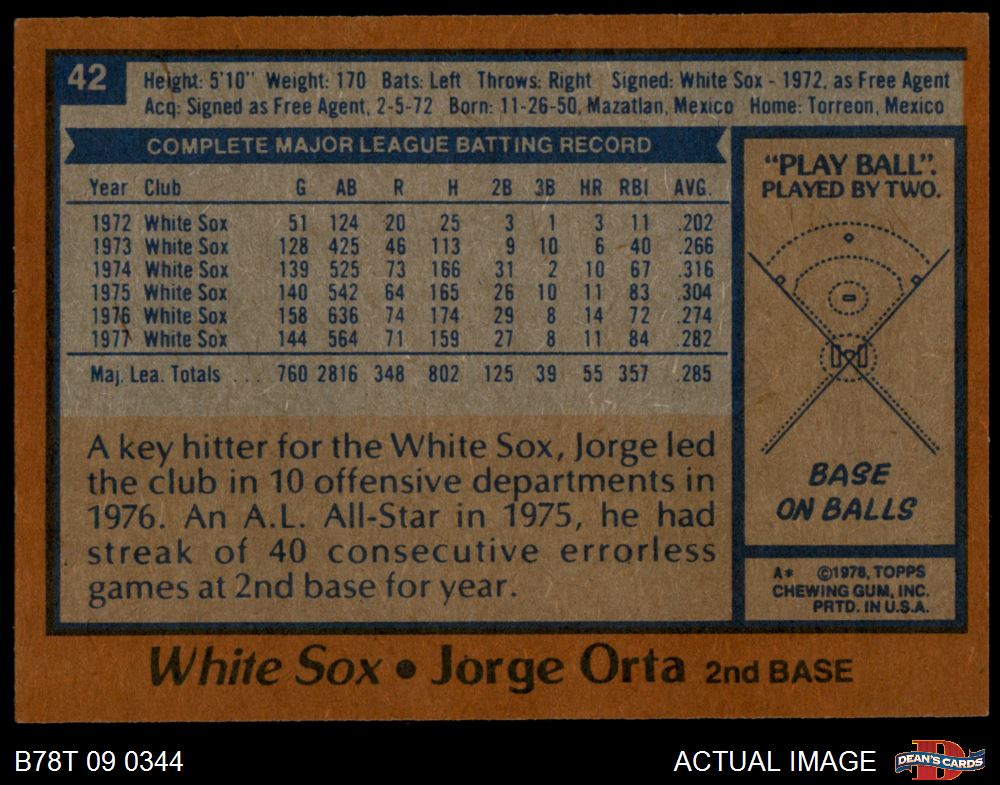 42
Height: 5'10" Weight: 170 Bats: Left Throws: Right Signed: White Sox - 1972, as Free Agent
Acq: Signed as Free Agent, 2-5-72 Born: 11-26-50, Mazatlan, Mexico Home: Torreon, Mexico
COMPLETE MAJOR LEAGUE BATTING RECORD
Year Club G AB R H 2B 3B HR RBI AVG.
1972 White Sox 51 124 20 25 3 1 3 11 .202
1973 White Sox 128 425 46 113 9 10 6 40 .266
1974 White Sox 139 525 73 166 31 2 10 67 .316
1975 White Sox 140 542 64 165 26 10 11 83 .304
1976 White Sox 158 636 74 174 29 8 14 72 .274
1977 White Sox 144 564 71 159 27 8 11 84 .282
Maj. Lea. Totals ... 760 2816 348 802 125 39 55 357 .285
A key hitter for the White Sox, Jorge led
the club in 10 offensive departments in
1976. An A.L. All-Star in 1975, he had
streak of 40 consecutive errorless
games at 2nd base for year.
"PLAY BALL".
PLAYED BY TWO.
BASE
ON BALLS
A* ©1978, TOPPS
CHEWING GUM, INC.
PRTD. IN U.S.A.
White Sox • Jorge Orta 2nd BASE
B78T 09 0344
ACTUAL IMAGE
D
DEAN'S CARDS